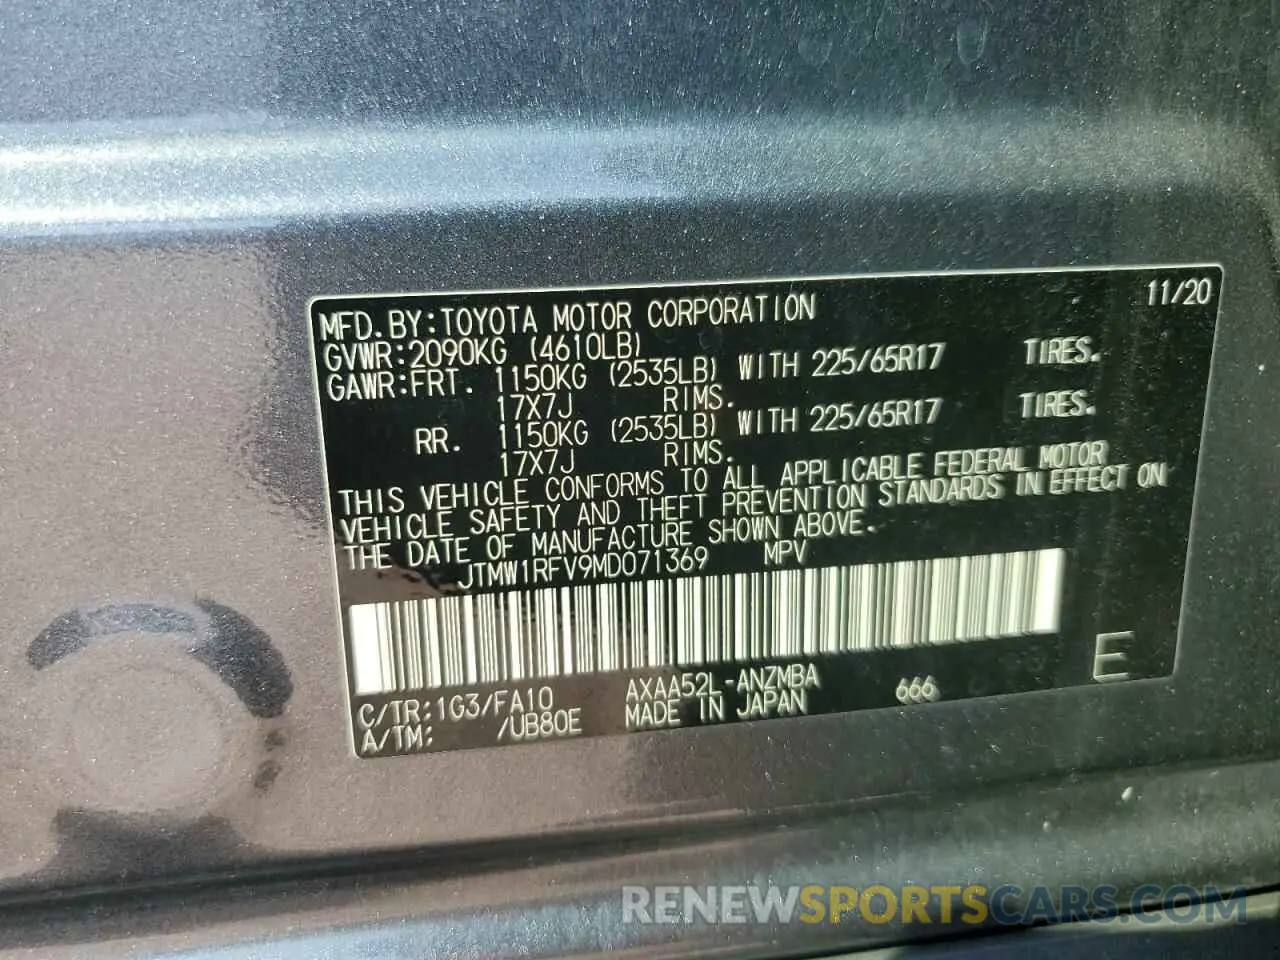 11/20
MFD. BY: TOYOTA MOTOR CORPORATION
GVWR: 2090KG (4610LB)
GAWR: FRT. 1150KG (2535LB) WITH 225/65R17 TIRES.
17X7J RIMS.
RR. 1150KG (2535LB) WITH 225/65R17 TIRES.
17X7J RIMS.
THIS VEHICLE CONFORMS TO ALL APPLICABLE FEDERAL MOTOR
VEHICLE SAFETY AND THEFT PREVENTION STANDARDS IN EFFECT ON
THE DATE OF MANUFACTURE SHOWN ABOVE.
JTMW1RFV9MD071369 MPV
E
C/TR: 1G3/FA10 AXAA52L-ANZMBA 666
A/TM: /UB80E MADE IN JAPAN
RENEWSPORTSCARS.COM-18/12/2022